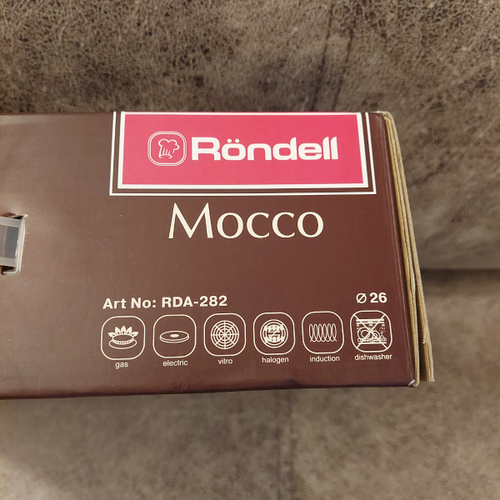 Röndell
Mocco
Art No: RDA-282 Ø 26
gas electric vitro halogen induction dishwasher